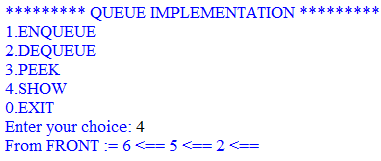 ********* QUEUE IMPLEMENTATION *********
1.ENQUEUE
2.DEQUEUE
3.PEEK
4.SHOW
0.EXIT
Enter your choice: 4
From FRONT := 6 <== 5 <== 2 <==